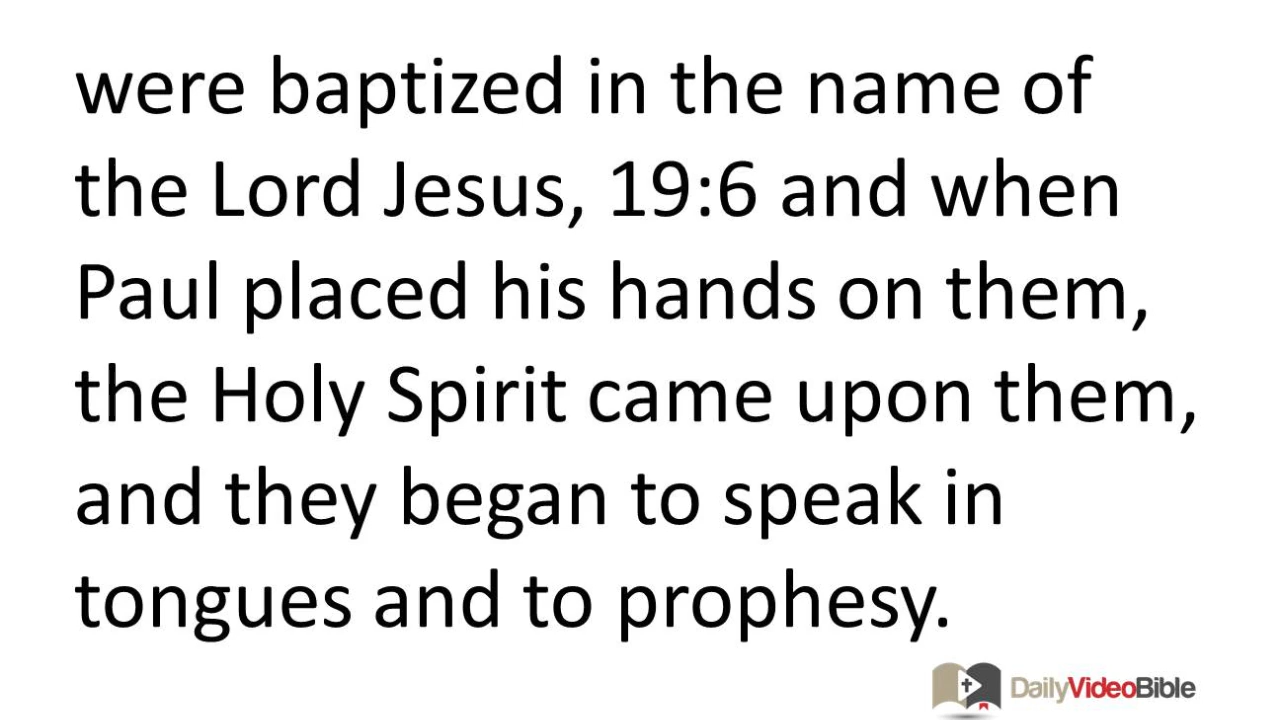 were baptized in the name of
the Lord Jesus, 19:6 and when
Paul placed his hands on them,
the Holy Spirit came upon them,
and they began to speak in
tongues and to prophesy.
DailyVideoBible